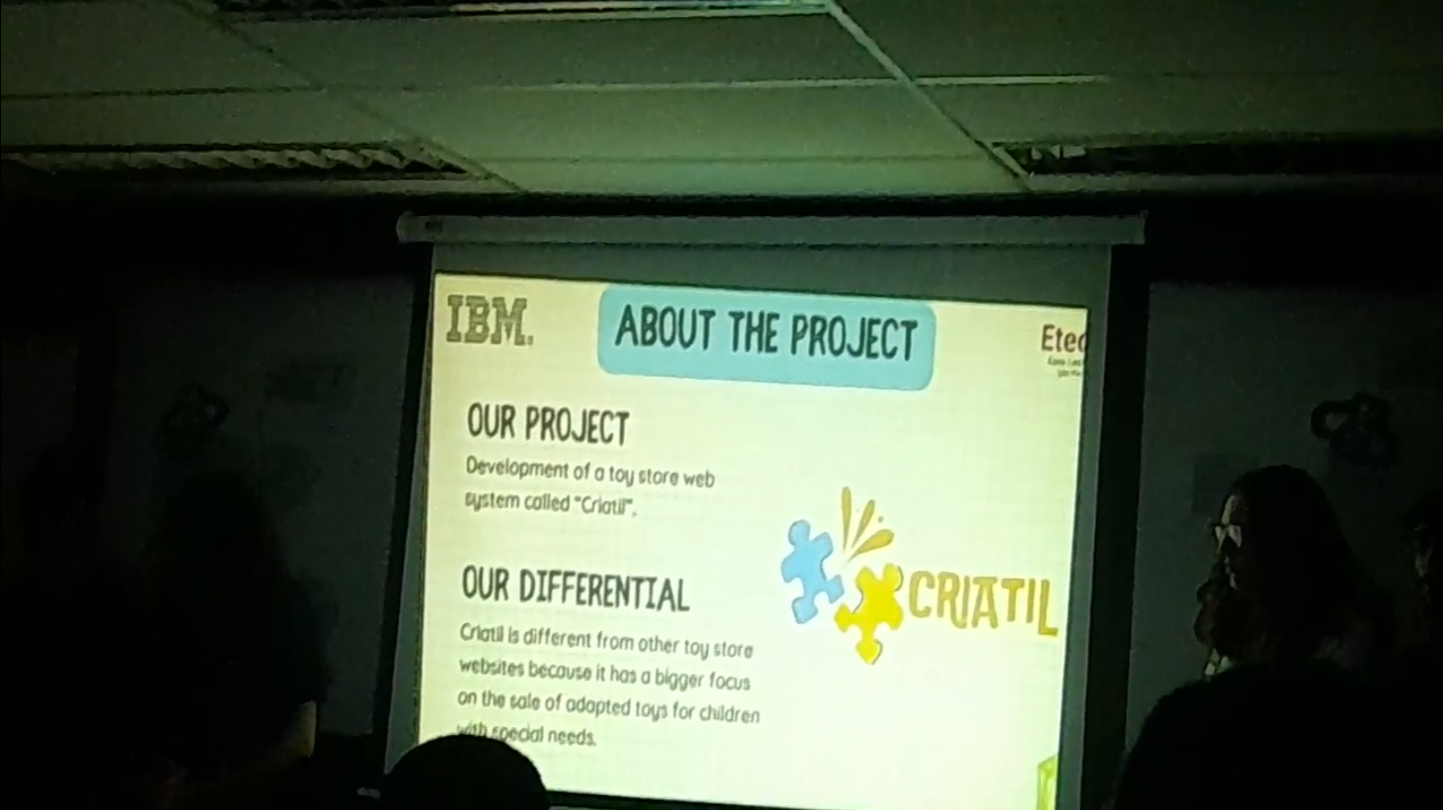 IBM.
ABOUT THE PROJECT
Etec
OUR PROJECT
Development of a toy store web
system called "Criatil".
CRIATIL
OUR DIFFERENTIAL
Criatil is different from other toy store
websites because it has a bigger focus
on the sale of adapted toys for children
with special needs.